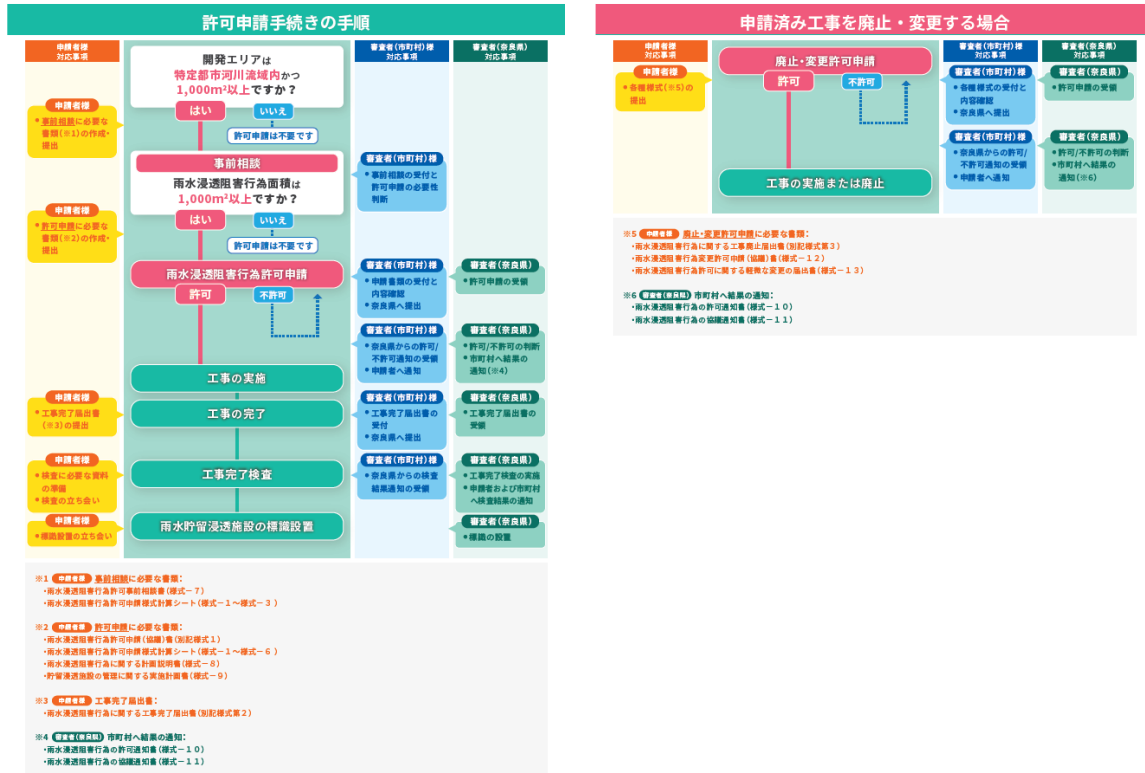 許可申請手続きの手順
申請者様
対応事項
審査者(市町村)様
対応事項
審査者(奈良県)
対応事項
開発エリアは
特定都市河川流域内かつ
1,000m²以上ですか？
はい
いいえ
許可申請は不要です
申請者様
●事前相談に必要な
書類(※1)の作成・
提出
事前相談
雨水浸透阻害行為面積は
1,000m²以上ですか？
はい
いいえ
許可申請は不要です
審査者(市町村)様
●事前相談の受付と
許可申請の必要性
判断
申請者様
●許可申請に必要な
書類(※2)の作成・
提出
雨水浸透阻害行為許可申請
許可
不許可
審査者(市町村)様
●申請書類の受付と
内容確認
●奈良県へ提出
審査者(奈良県)
●許可申請の受領
審査者(市町村)様
●奈良県からの許可/
不許可通知の受領
●申請者へ通知
審査者(奈良県)
●許可/不許可の判断
●市町村へ結果の
通知(※4)
工事の実施
申請者様
●工事完了届出書
(※3)の提出
工事の完了
審査者(市町村)様
●工事完了届出書の
受付
●奈良県へ提出
審査者(奈良県)
●工事完了届出書の
受領
申請者様
●検査に必要な資料
の準備
●検査の立ち会い
工事完了検査
審査者(市町村)様
●奈良県からの検査
結果通知の受領
審査者(奈良県)
●工事完了検査の実施
●申請者および市町村
へ検査結果の通知
申請者様
●標識設置の立ち会い
雨水貯留浸透施設の標識設置
審査者(奈良県)
●標識の設置
※1 申請者様 事前相談に必要な書類：
・雨水浸透阻害行為許可事前相談書(様式－7)
・雨水浸透阻害行為許可申請様式計算シート(様式－1～様式－3 )
※2 申請者様 許可申請に必要な書類：
・雨水浸透阻害行為許可申請(協議)書(別記様式1)
・雨水浸透阻害行為許可申請様式計算シート(様式－1～様式－6 )
・雨水浸透阻害行為に関する計画説明書(様式－8)
・貯留浸透施設の管理に関する実施計画書(様式－9)
※3 申請者様 工事完了届出書：
・雨水浸透阻害行為に関する工事完了届出書(別記様式第2)
※4 審査者(奈良県) 市町村へ結果の通知：
・雨水浸透阻害行為の許可通知書(様式－10)
・雨水浸透阻害行為の協議通知書(様式－11)
申請済み工事を廃止・変更する場合
申請者様
対応事項
審査者(市町村)様
対応事項
審査者(奈良県)
対応事項
申請者様
●各種様式(※5)の
提出
廃止・変更許可申請
許可
不許可
審査者(市町村)様
●各種様式の受付と
内容確認
●奈良県へ提出
審査者(奈良県)
●許可申請の受領
審査者(市町村)様
●奈良県からの許可/
不許可通知の受領
●申請者へ通知
審査者(奈良県)
●許可/不許可の判断
●市町村へ結果の
通知(※6)
工事の実施または廃止
※5 申請者様 廃止・変更許可申請に必要な書類：
・雨水浸透阻害行為に関する工事廃止届出書(別記様式第3)
・雨水浸透阻害行為変更許可申請(協議)書(様式－12)
・雨水浸透阻害行為許可に関する軽微な変更の届出書(様式－13)
※6 審査者(奈良県) 市町村へ結果の通知：
・雨水浸透阻害行為の許可通知書(様式－10)
・雨水浸透阻害行為の協議通知書(様式－11)